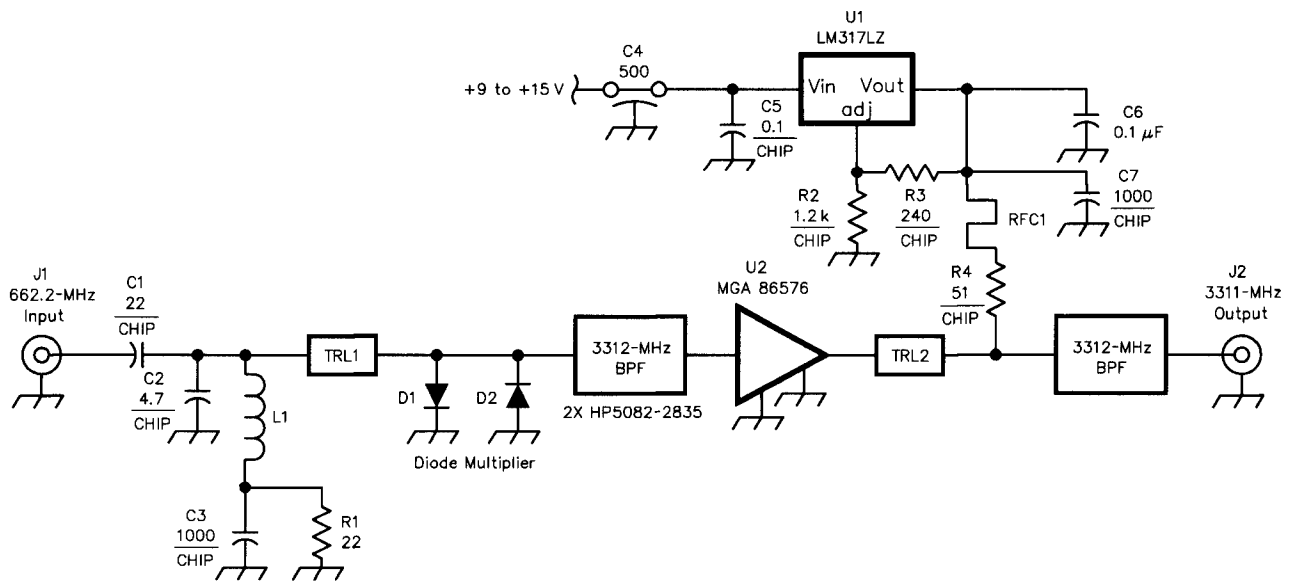 U1
LM317LZ
C4
500
+9 to +15 V
Vin
Vout
adj
C5
0.1
CHIP
C6
0.1 µF
R2
1.2 k
CHIP
R3
240
CHIP
C7
1000
CHIP
RFC1
J1
662.2-MHz
Input
C1
22
CHIP
U2
MGA 86576
R4
51
CHIP
J2
3311-MHz
Output
TRL1
3312-MHz
BPF
TRL2
3312-MHz
BPF
C2
4.7
CHIP
L1
D1
D2
2X HP5082-2835
Diode Multiplier
C3
1000
CHIP
R1
22